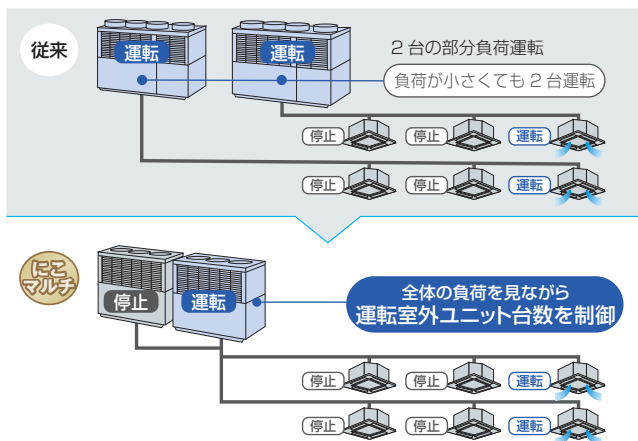 従来
運転
運転
2台の部分負荷運転
負荷が小さくても2台運転
停止
停止
運転
停止
停止
運転
にこ
マルチ
停止
運転
全体の負荷を見ながら
運転室外ユニット台数を制御
停止
停止
運転
停止
停止
運転